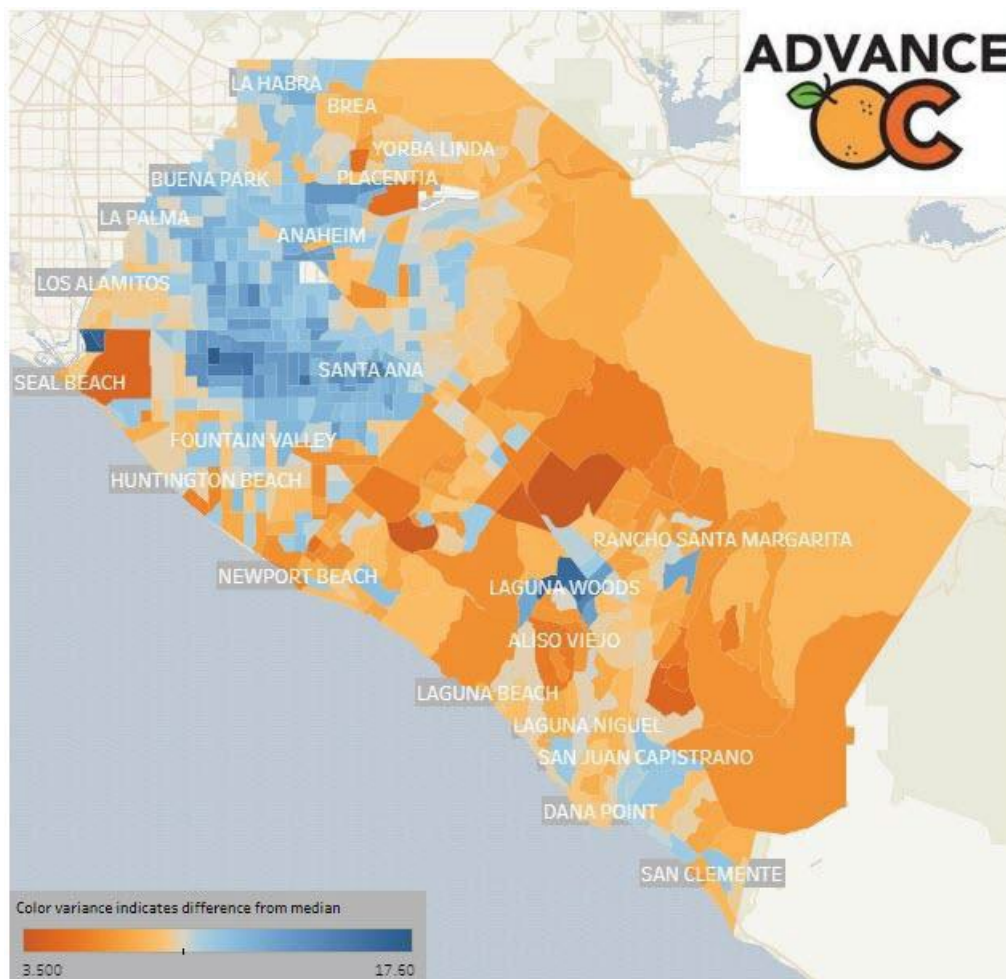 ADVANCE
OC
LA HABRA
BREA
YORBA LINDA
BUENA PARK
PLACENTIA
LA PALMA
ANAHEIM
LOS ALAMITOS
SANTA ANA
SEAL BEACH
FOUNTAIN VALLEY
HUNTINGTON BEACH
RANCHO SANTA MARGARITA
NEWPORT BEACH
LAGUNA WOODS
ALISO VIEJO
LAGUNA BEACH
LAGUNA NIGUEL
SAN JUAN CAPISTRANO
DANA POINT
SAN CLEMENTE
Color variance indicates difference from median
3.500 17.60